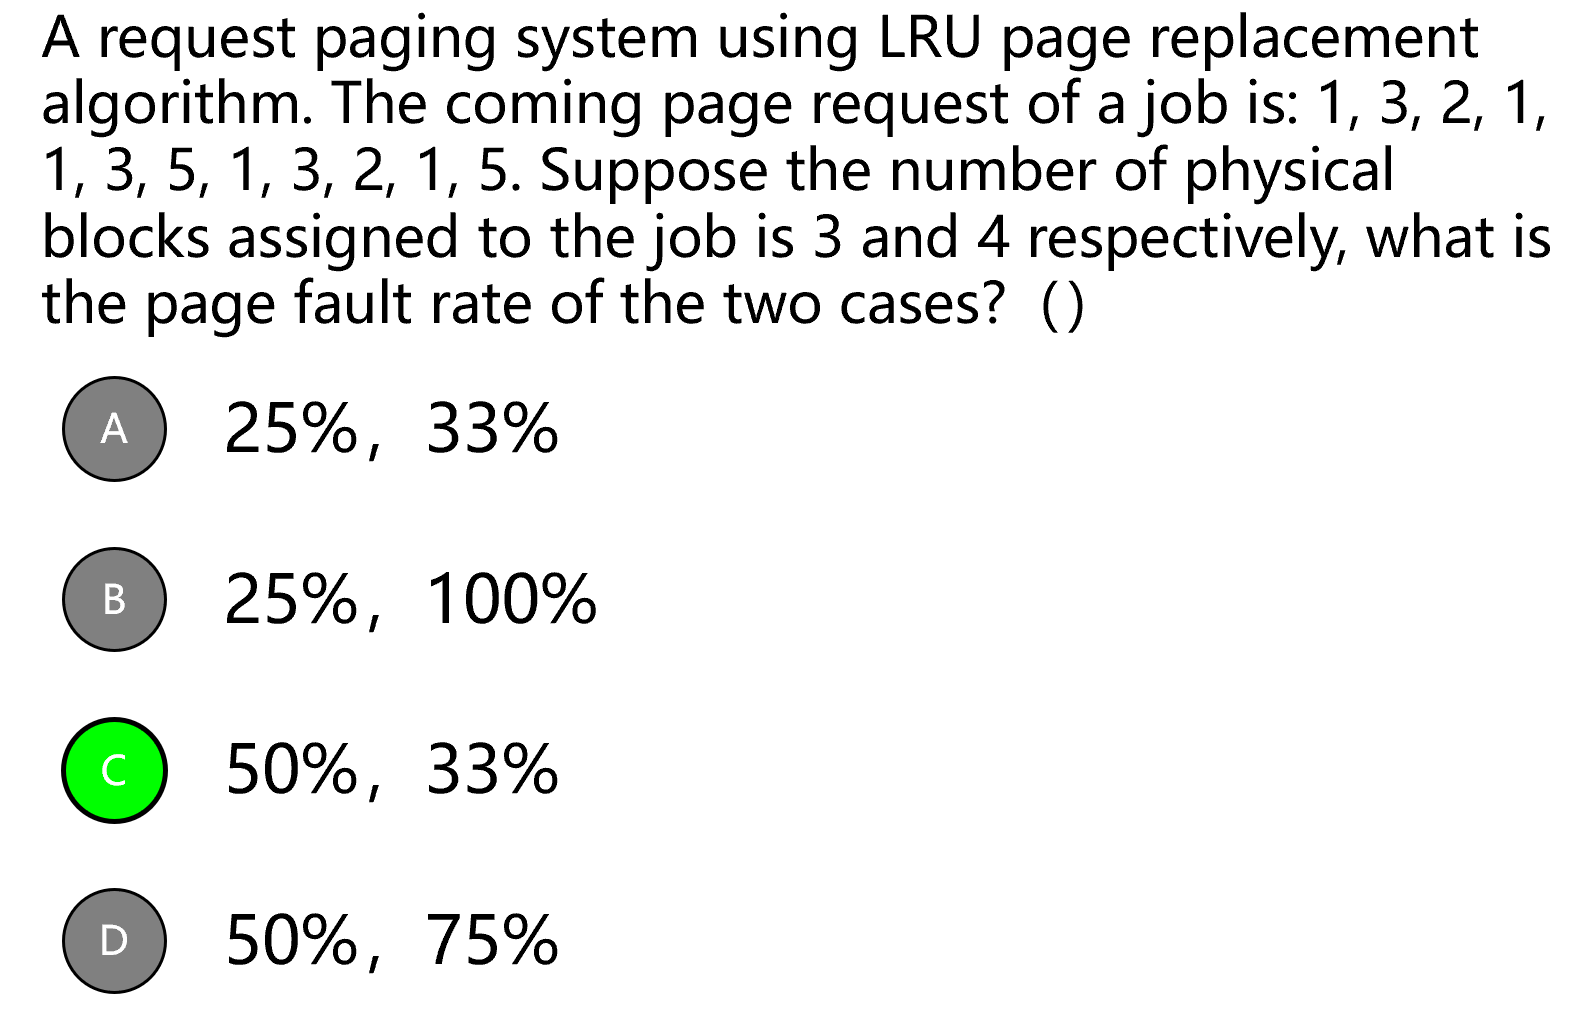 A request paging system using LRU page replacement
algorithm. The coming page request of a job is: 1, 3, 2, 1,
1, 3, 5, 1, 3, 2, 1, 5. Suppose the number of physical
blocks assigned to the job is 3 and 4 respectively, what is
the page fault rate of the two cases?（）
A 25%，33%
B 25%，100%
C 50%，33%
D 50%，75%